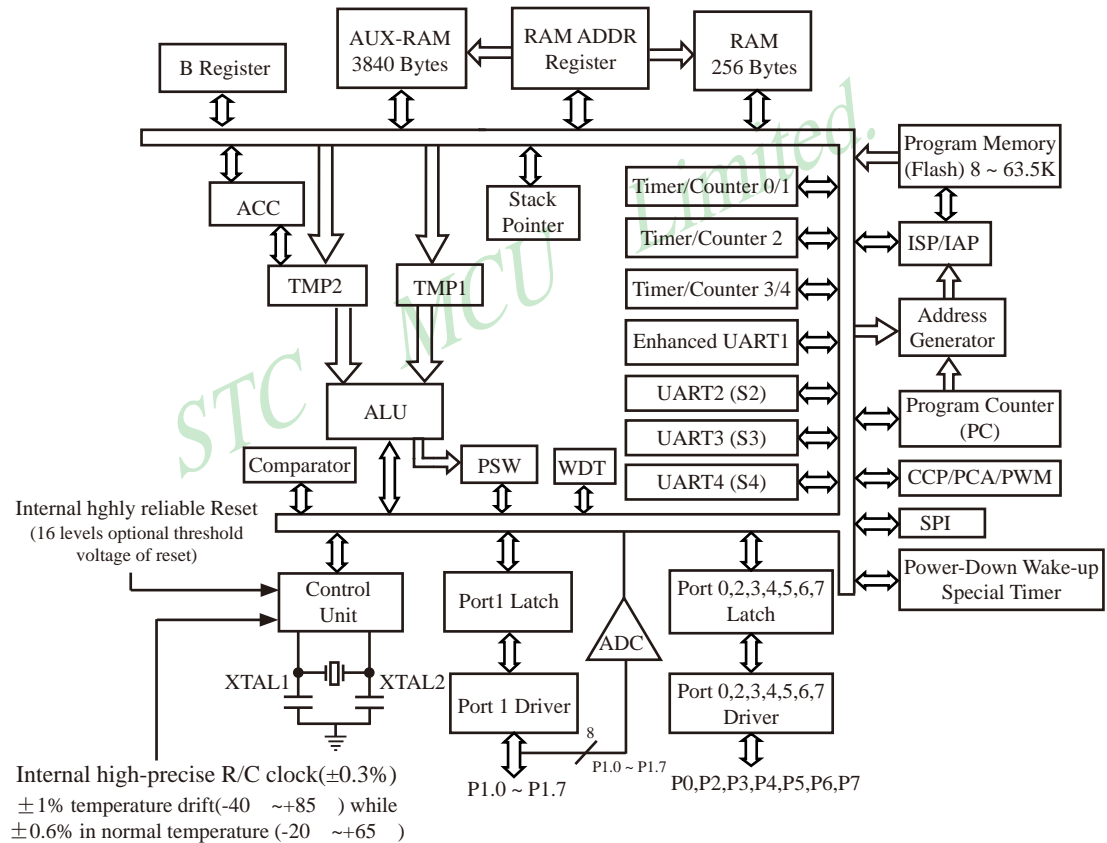 B Register
AUX-RAM
3840 Bytes
RAM ADDR
Register
RAM
256 Bytes
Program Memory
(Flash) 8 ~ 63.5K
ACC
Stack
Pointer
Timer/Counter 0/1
Timer/Counter 2
ISP/IAP
TMP2
TMP1
Timer/Counter 3/4
Address
Generator
Enhanced UART1
ALU
UART2 (S2)
Program Counter
(PC)
UART3 (S3)
Comparator
PSW
WDT
UART4 (S4)
CCP/PCA/PWM
SPI
Internal hghly reliable Reset
(16 levels optional threshold
voltage of reset)
Control
Unit
Port1 Latch
ADC
Port 0,2,3,4,5,6,7
Latch
Power-Down Wake-up
Special Timer
XTAL1
XTAL2
Port 1 Driver
Port 0,2,3,4,5,6,7
Driver
8
P1.0 ~ P1.7
P1.0 ~ P1.7
P0,P2,P3,P4,P5,P6,P7
Internal high-precise R/C clock(±0.3%)
±1% temperature drift(-40 ~+85 ) while
±0.6% in normal temperature (-20 ~+65 )
STC MCU Limited.